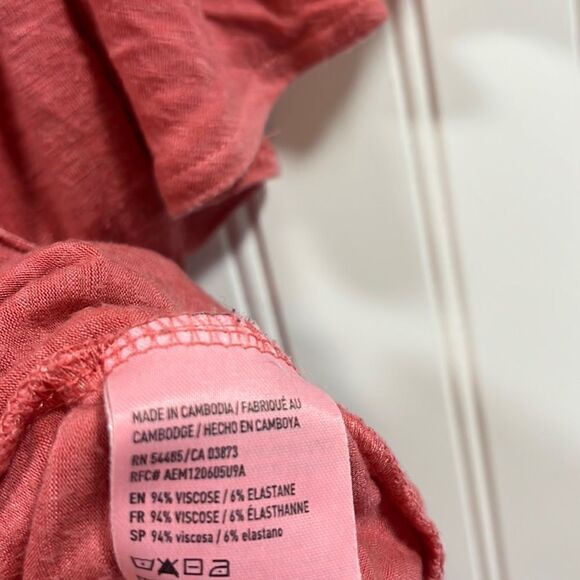 MADE IN CAMBODIA / FABRIQUÉ AU
CAMBODGE / HECHO EN CAMBOYA
RN 54485/CA 03873
RFC# AEM120605U9A
EN 94% VISCOSE / 6% ELASTANE
FR 94% VISCOSE / 6% ÉLASTHANNE
SP 94% viscosa / 6% elastano